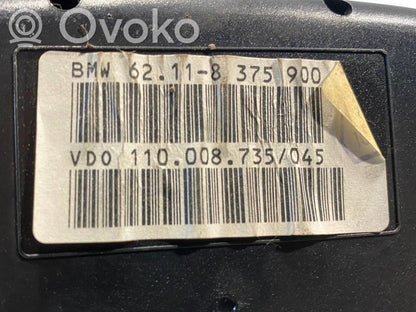 Ovoko
BMW 62.11-8 375 900
VDO 110.008.735/045